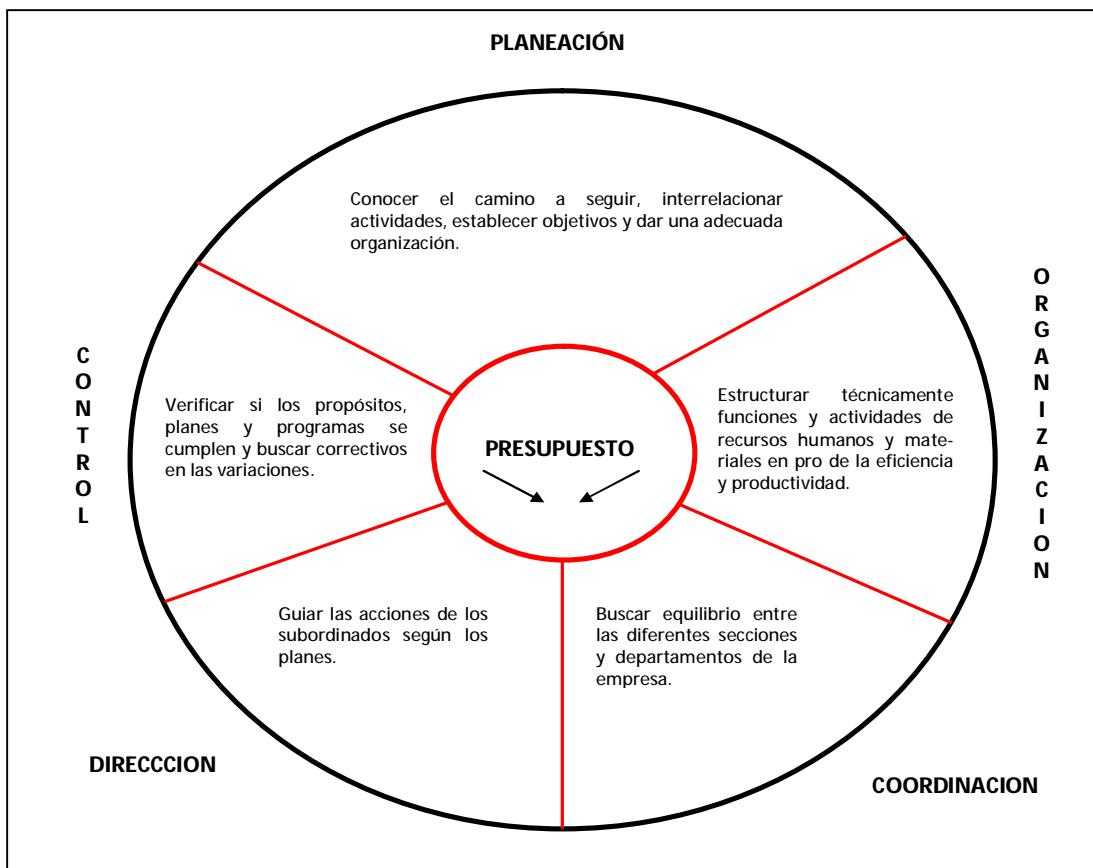 PLANEACIÓN
Conocer el camino a seguir, interrelacionar
actividades, establecer objetivos y dar una adecuada
organización.
ORGANIZACION
Estructurar técnicamente
funciones y actividades de
recursos humanos y mate-
riales en pro de la eficiencia
y productividad.
CONTROL
Verificar si los propósitos,
planes y programas se
cumplen y buscar correctivos
en las variaciones.
PRESUPUESTO
Guiar las acciones de los
subordinados según los
planes.
Buscar equilibrio entre
las diferentes secciones
y departamentos de la
empresa.
DIRECCCION
COORDINACION